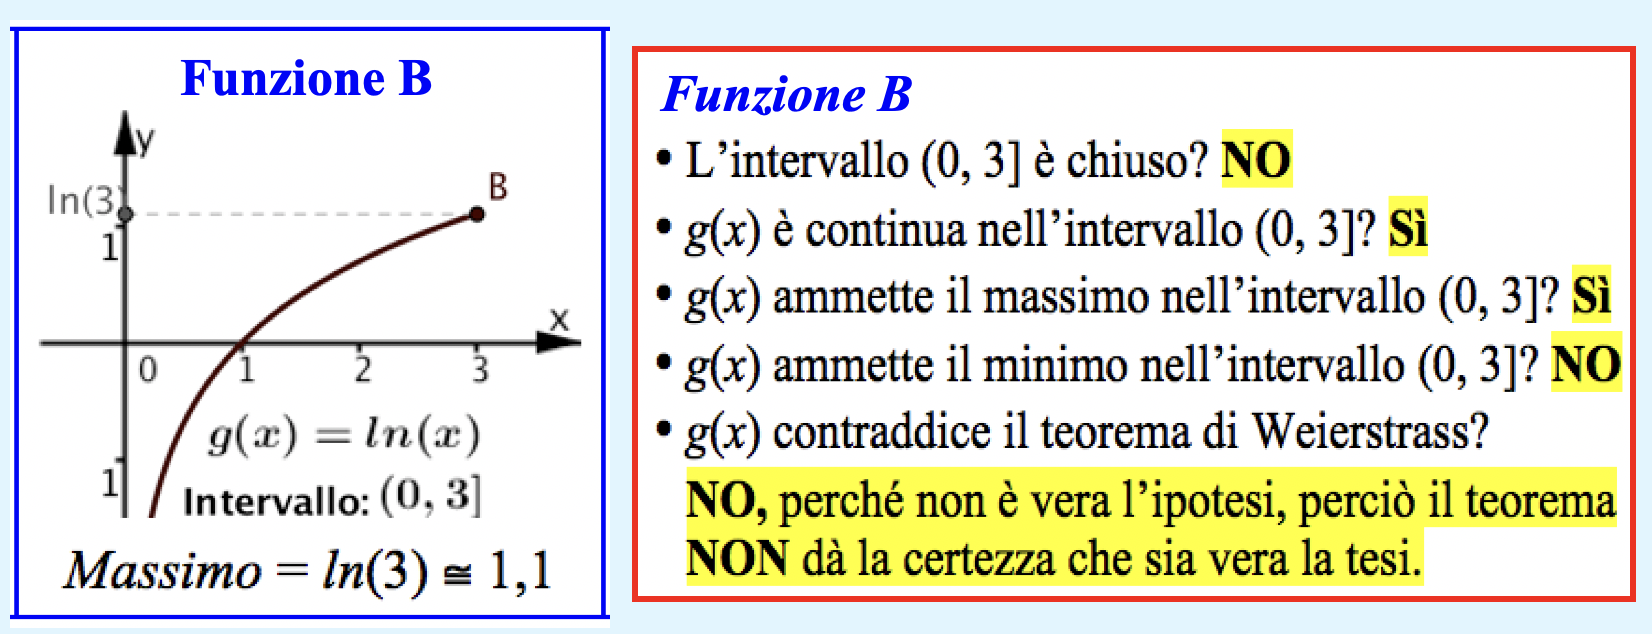 Funzione B
y
ln(3)
B
1
x
0
1
2
3
g(x) = ln(x)
1
Intervallo: (0, 3]
Massimo = ln(3) ≅ 1,1
Funzione B
• L'intervallo (0, 3] è chiuso? NO
• g(x) è continua nell'intervallo (0, 3]? Sì
• g(x) ammette il massimo nell'intervallo (0, 3]? Sì
• g(x) ammette il minimo nell'intervallo (0, 3]? NO
• g(x) contraddice il teorema di Weierstrass?
NO, perché non è vera l'ipotesi, perciò il teorema
NON dà la certezza che sia vera la tesi.